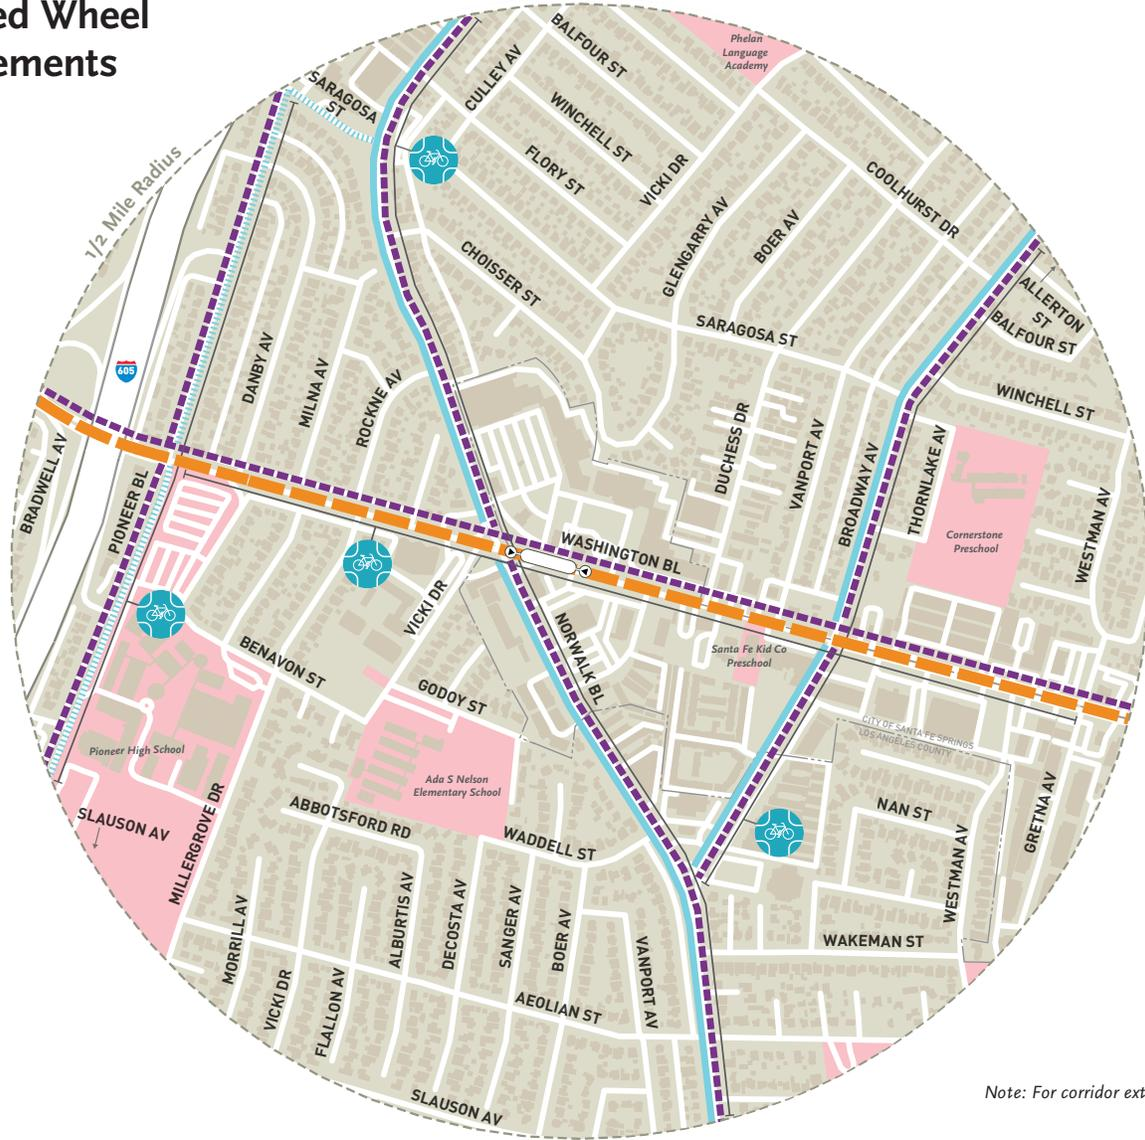 ed Wheel
ements
Phelan
Language
Academy
BALFOUR ST
CULLEY AV
SARAGOSA
ST
WINCHELL ST
FLORY ST
VICKI DR
COOLHURST DR
1/2 Mile Radius
GLENGARRY AV
BOER AV
CHOISSER ST
ALLERTON
ST
BALFOUR ST
SARAGOSA ST
605
DANBY AV
MILNA AV
ROCKNE AV
WINCHELL ST
DUCHESS DR
VANPORT AV
BROADWAY AV
THORNLAKE AV
BRADWELL AV
PIONEER BL
WESTMAN AV
Cornerstone
Preschool
WASHINGTON BL
VICKI DR
NORWALK BL
Santa Fe Kid Co
Preschool
BENAVON ST
GODOY ST
CITY OF SANTA FE SPRINGS
LOS ANGELES COUNTY
Pioneer High School
Ada S Nelson
Elementary School
SLAUSON AV
MILLERGROVE DR
ABBOTSFORD RD
WADDELL ST
NAN ST
GRETNA AV
WESTMAN AV
MORRILL AV
ALBURTIS AV
DECOSTA AV
SANGER AV
BOER AV
VANPORT AV
WAKEMAN ST
VICKI DR
FLALLON AV
AEOLIAN ST
SLAUSON AV
Note: For corridor ext